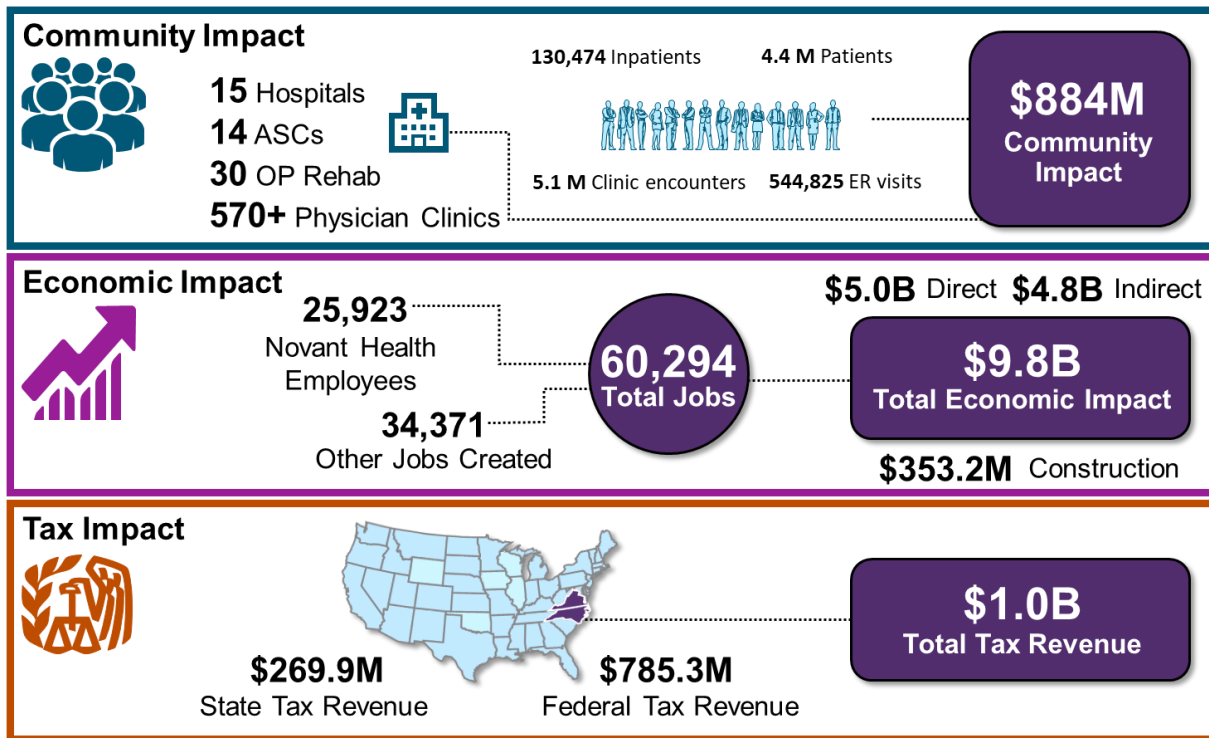 Community Impact
15 Hospitals
14 ASCs
30 OP Rehab
570+ Physician Clinics
130,474 Inpatients
4.4 M Patients
5.1 M Clinic encounters
544,825 ER visits
$884M
Community
Impact
Economic Impact
25,923
Novant Health
Employees
34,371
Other Jobs Created
60,294
Total Jobs
$5.0B Direct $4.8B Indirect
$9.8B
Total Economic Impact
$353.2M Construction
Tax Impact
$269.9M
State Tax Revenue
$785.3M
Federal Tax Revenue
$1.0B
Total Tax Revenue